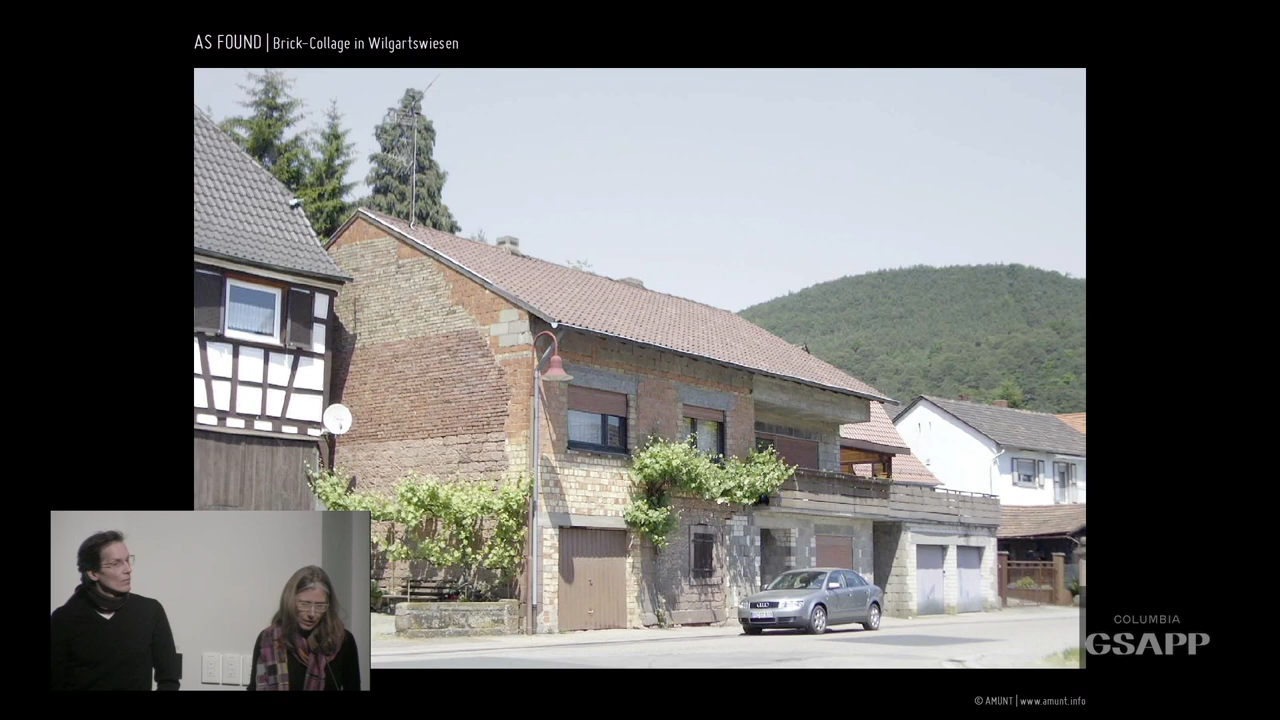 AS FOUND | Brick-Collage in Wilgartswiesen
COLUMBIA
GSAPP
© AMUNT | www.amunt.info